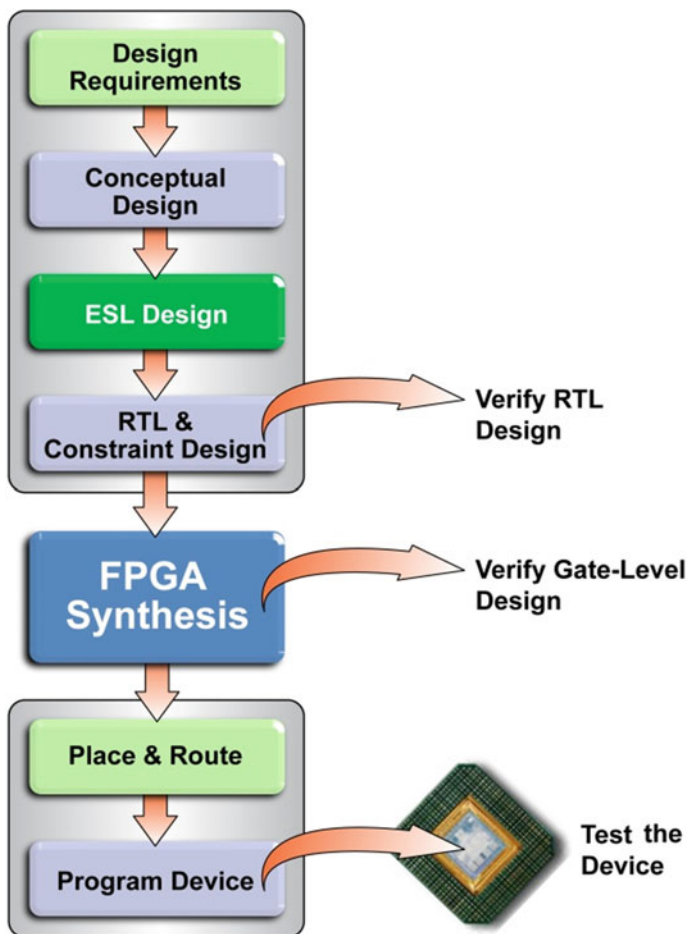 Design
Requirements
Conceptual
Design
ESL Design
RTL &
Constraint Design
Verify RTL
Design
FPGA
Synthesis
Verify Gate-Level
Design
Place & Route
Program Device
Test the
Device